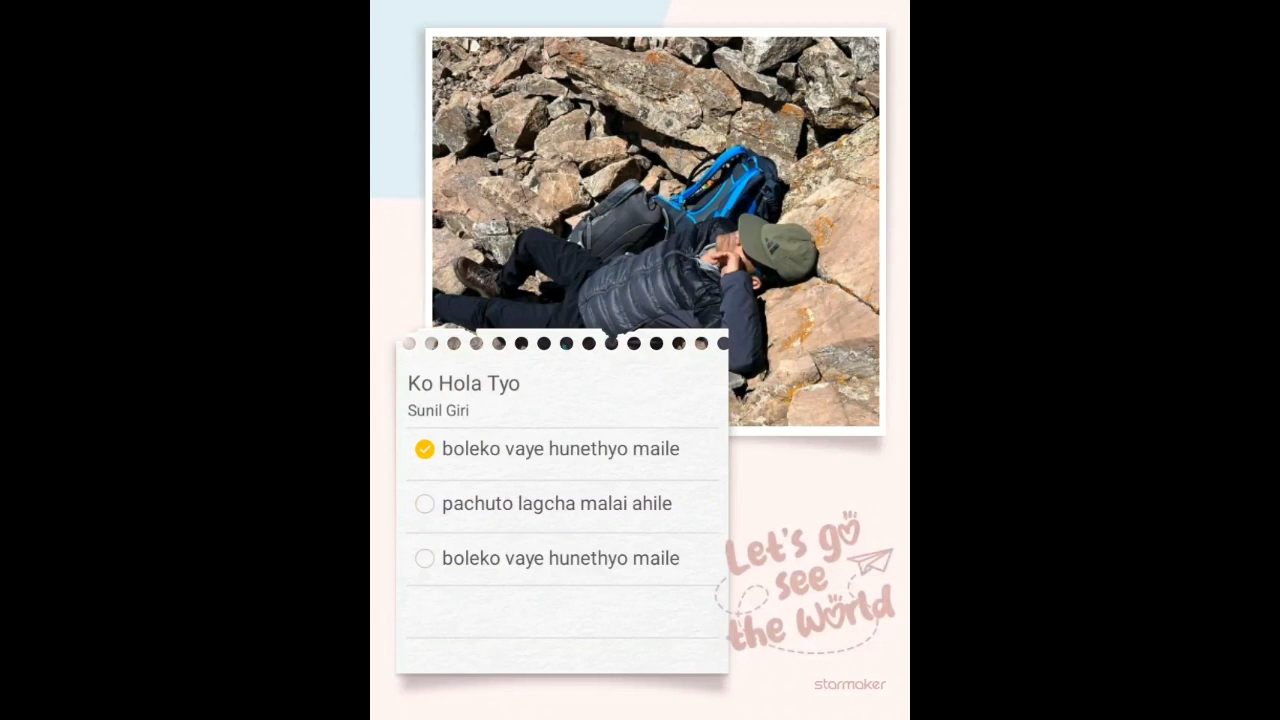 Ko Hola Tyo
Sunil Giri
boleko vaye hunethyo maile
pachuto lagcha malai ahile
boleko vaye hunethyo maile
Let's go
see
the World
starmaker